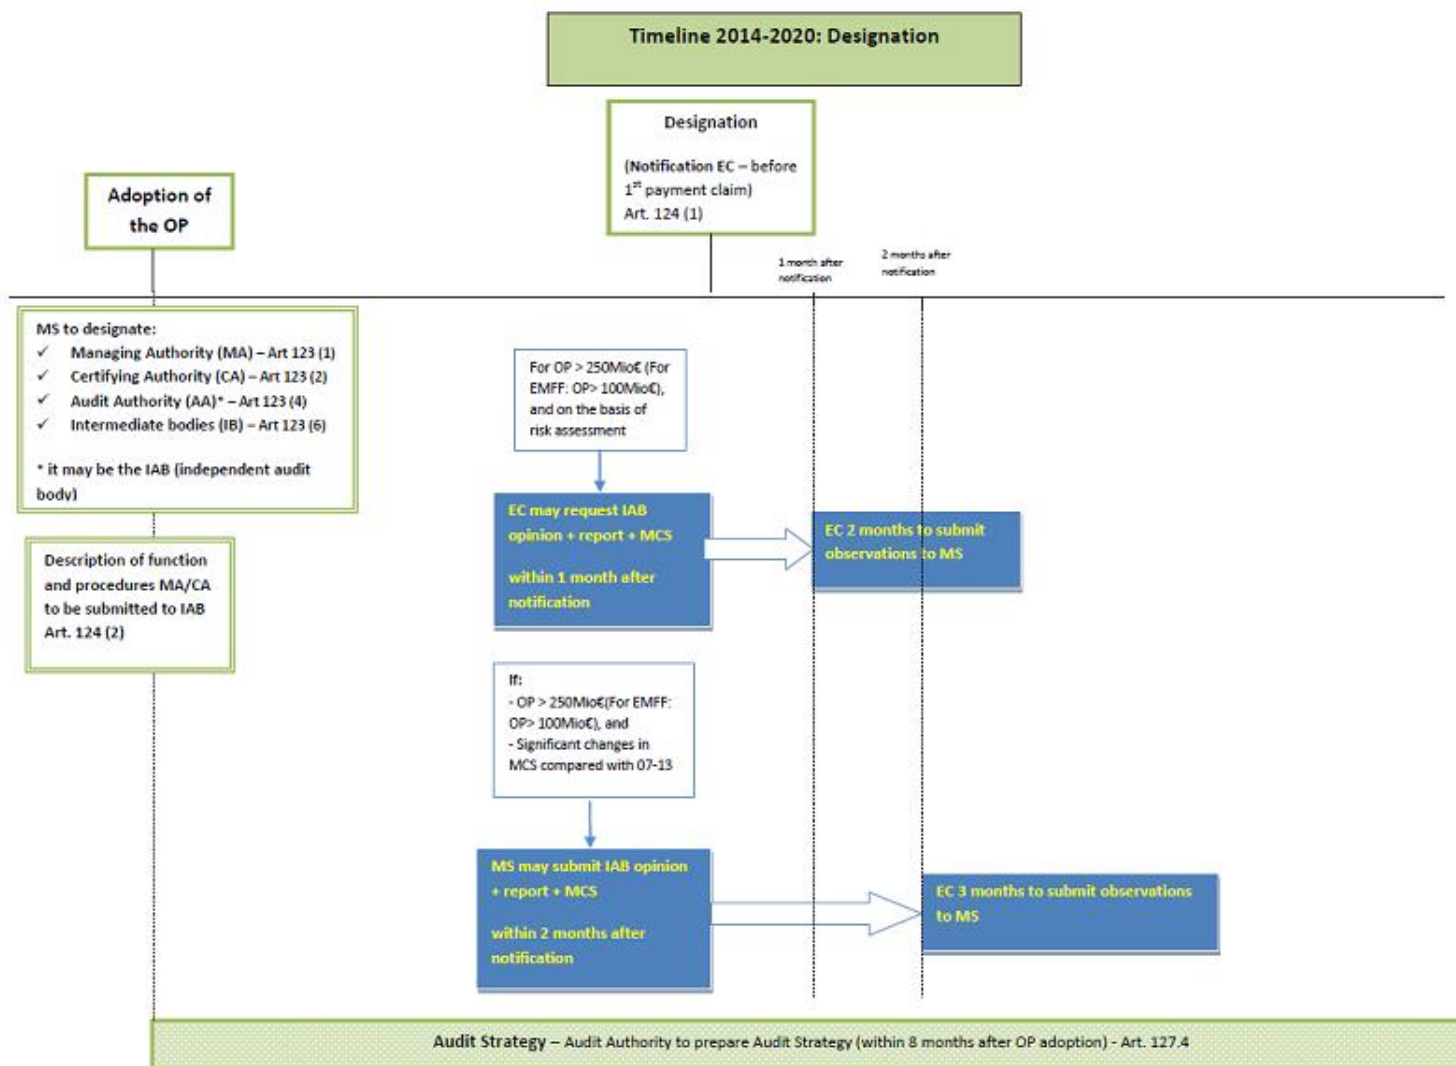 Timeline 2014-2020: Designation
Designation
(Notification EC – before
1st payment claim)
Art. 124 (1)
Adoption of
the OP
1 month after
notification
2 months after
notification
MS to designate:
✓ Managing Authority (MA) – Art 123 (1)
✓ Certifying Authority (CA) – Art 123 (2)
✓ Audit Authority (AA)* – Art 123 (4)
✓ Intermediate bodies (IB) – Art 123 (6)
* it may be the IAB (independent audit
body)
Description of function
and procedures MA/CA
to be submitted to IAB
Art. 124 (2)
For OP > 250Mio€ (For
EMFF: OP> 100Mio€),
and on the basis of
risk assessment
EC may request IAB
opinion + report + MCS
within 1 month after
notification
EC 2 months to submit
observations to MS
If:
- OP > 250Mio€(For EMFF:
OP> 100Mio€), and
- Significant changes in
MCS compared with 07-13
MS may submit IAB opinion
+ report + MCS
within 2 months after
notification
EC 3 months to submit observations
to MS
Audit Strategy – Audit Authority to prepare Audit Strategy (within 8 months after OP adoption) - Art. 127.4